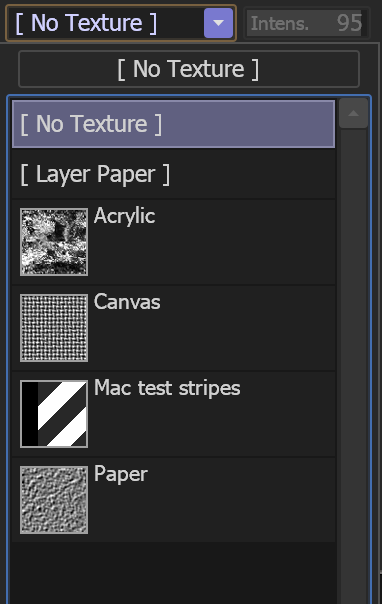 [ No Texture ]
Intens. 95
[ No Texture ]
[ No Texture ]
[ Layer Paper ]
Acrylic
Canvas
Mac test stripes
Paper